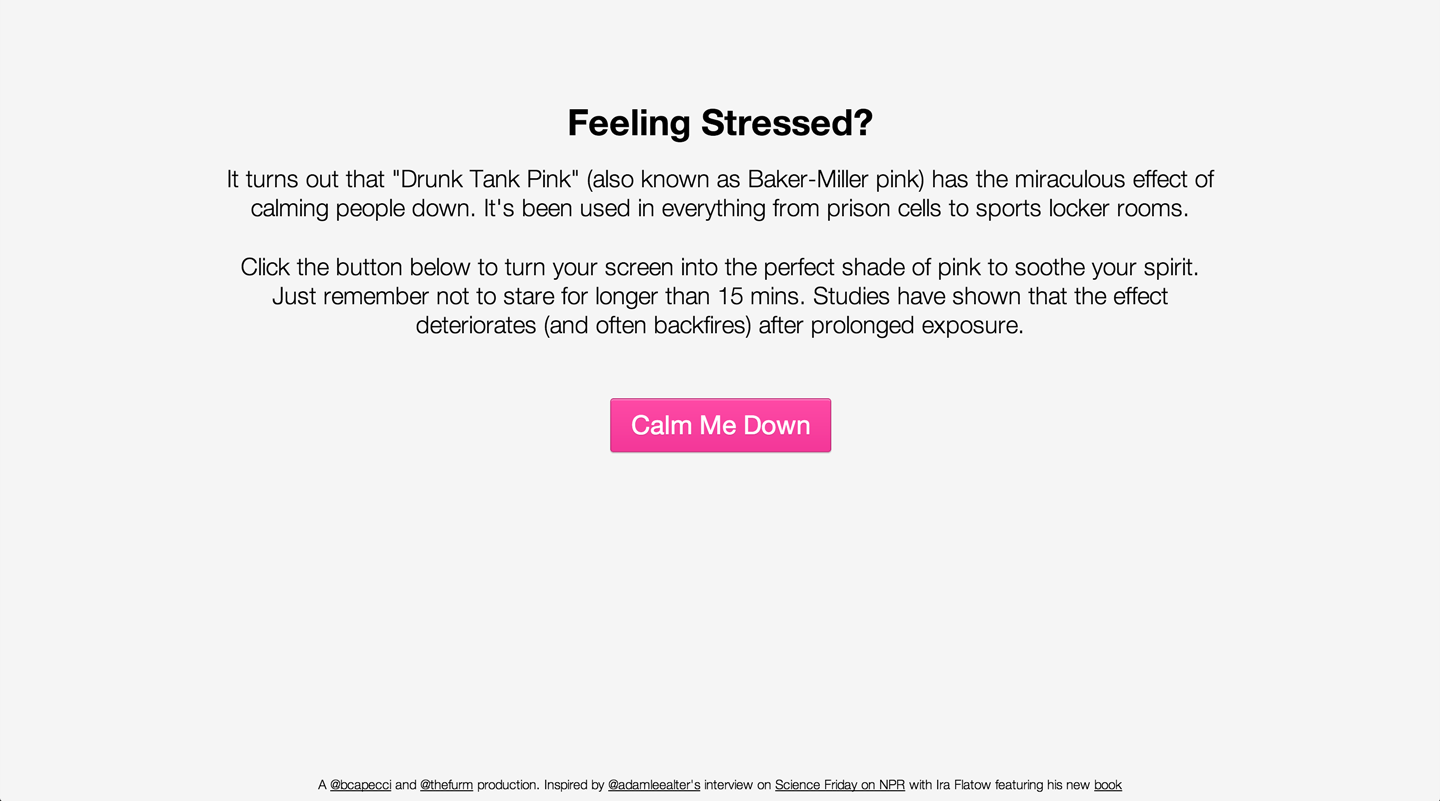 Feeling Stressed?
It turns out that "Drunk Tank Pink" (also known as Baker-Miller pink) has the miraculous effect of
calming people down. It's been used in everything from prison cells to sports locker rooms.
Click the button below to turn your screen into the perfect shade of pink to soothe your spirit.
Just remember not to stare for longer than 15 mins. Studies have shown that the effect
deteriorates (and often backfires) after prolonged exposure.
Calm Me Down
A @bcapecci and @thefurm production. Inspired by @adamleealter's interview on Science Friday on NPR with Ira Flatow featuring his new book